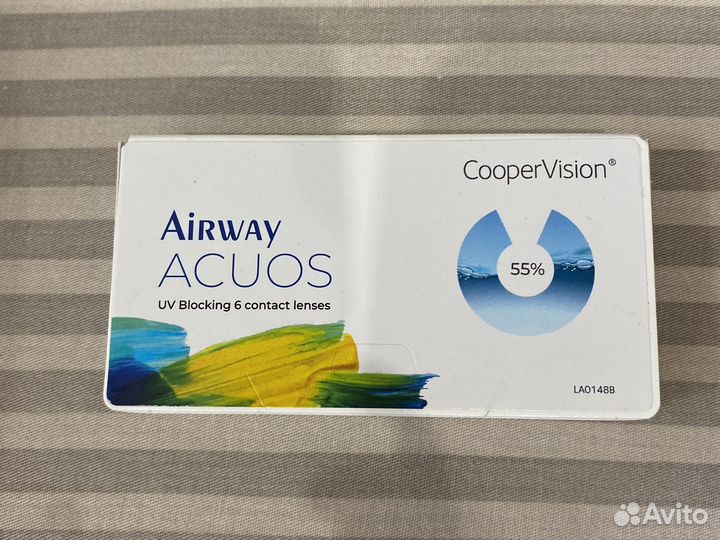 CooperVision®
AiRWAY
ACUOS
UV Blocking 6 contact lenses
55%
LA0148B
Avito